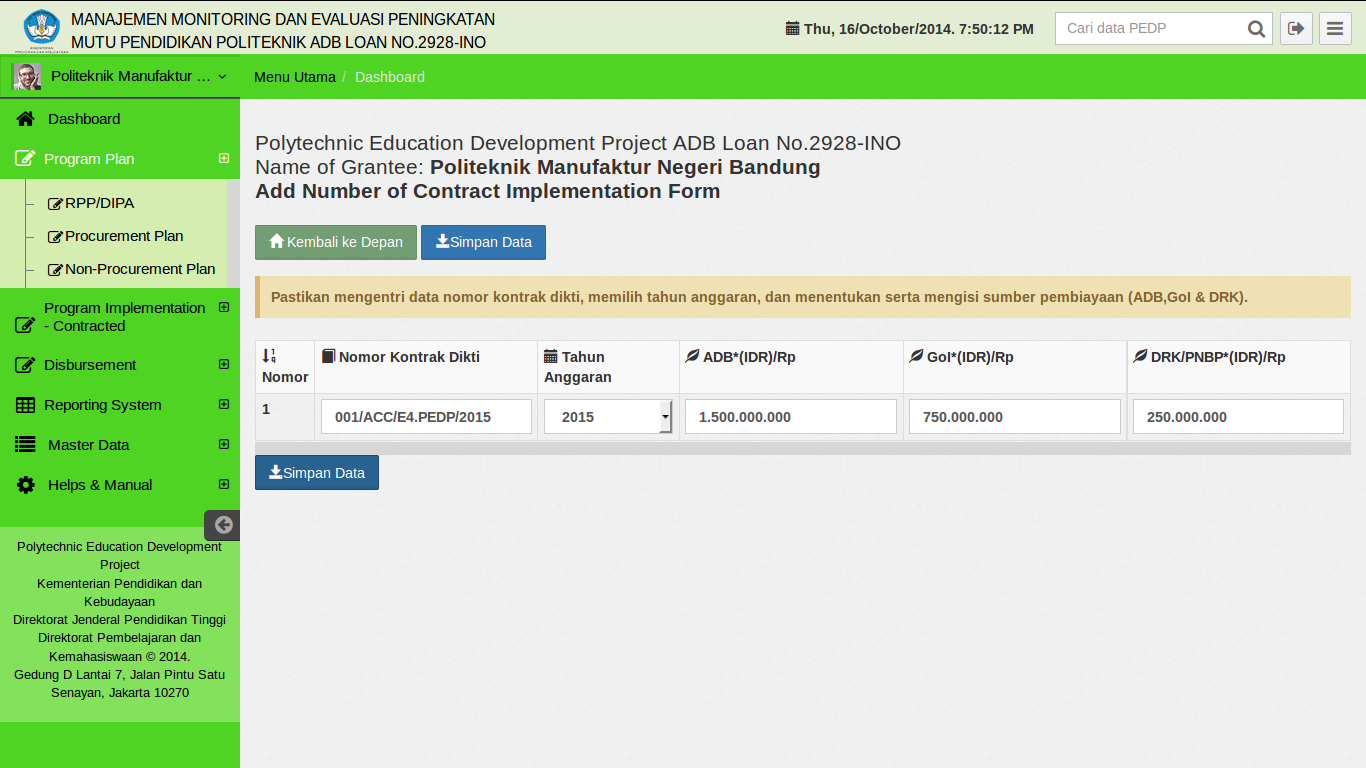 MANAJEMEN MONITORING DAN EVALUASI PENINGKATAN
MUTU PENDIDIKAN POLITEKNIK ADB LOAN NO.2928-INO
Thu, 16/October/2014. 7:50:12 PM
Cari data PEDP
Politeknik Manufaktur ...
Menu Utama / Dashboard
Dashboard
Program Plan
RPP/DIPA
Procurement Plan
Non-Procurement Plan
Program Implementation
- Contracted
Disbursement
Reporting System
Master Data
Helps & Manual
Polytechnic Education Development
Project
Kementerian Pendidikan dan
Kebudayaan
Direktorat Jenderal Pendidikan Tinggi
Direktorat Pembelajaran dan
Kemahasiswaan © 2014.
Gedung D Lantai 7, Jalan Pintu Satu
Senayan, Jakarta 10270
Polytechnic Education Development Project ADB Loan No.2928-INO
Name of Grantee: Politeknik Manufaktur Negeri Bandung
Add Number of Contract Implementation Form
Kembali ke Depan Simpan Data
Pastikan mengentri data nomor kontrak dikti, memilih tahun anggaran, dan menentukan serta mengisi sumber pembiayaan (ADB,GoI & DRK).
Nomor
Nomor Kontrak Dikti
Tahun
Anggaran
ADB*(IDR)/Rp
GoI*(IDR)/Rp
DRK/PNBP*(IDR)/Rp
1 001/ACC/E4.PEDP/2015 2015 1.500.000.000 750.000.000 250.000.000
Simpan Data